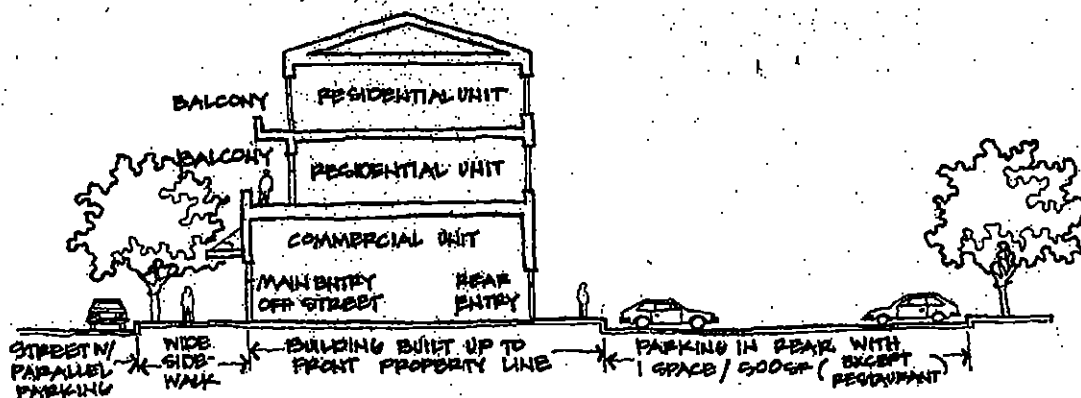 BALCONY
RESIDENTIAL UNIT
BALCONY
RESIDENTIAL UNIT
COMMERCIAL UNIT
MAIN ENTRY
OFF STREET
REAR
ENTRY
STREET W/
PARALLEL
PARKING
WIDE
SIDE-
WALK
BUILDING BUILT UP TO
FRONT PROPERTY LINE
PARKING IN REAR WITH
1 SPACE / 500SF (EXCEPT
RESTAURANT)